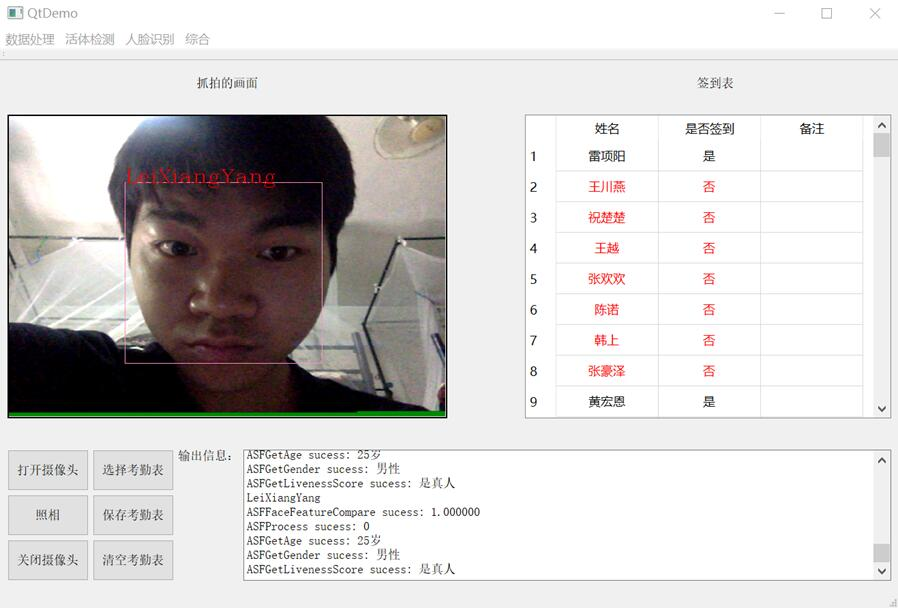 QtDemo
数据处理 活体检测 人脸识别 综合
抓拍的画面
签到表
LeiXiangYang
姓名 是否签到 备注
1 雷项阳 是
2 王川燕 否
3 祝楚楚 否
4 王越 否
5 张欢欢 否
6 陈诺 否
7 韩上 否
8 张豪泽 否
9 黄宏恩 是
打开摄像头 选择考勤表
照相 保存考勤表
关闭摄像头 清空考勤表
输出信息:
ASFGetAge sucess: 25岁
ASFGetGender sucess: 男性
ASFGetLivenessScore sucess: 是真人
LeiXiangYang
ASFFaceFeatureCompare sucess: 1.000000
ASFProcess sucess: 0
ASFGetAge sucess: 25岁
ASFGetGender sucess: 男性
ASFGetLivenessScore sucess: 是真人